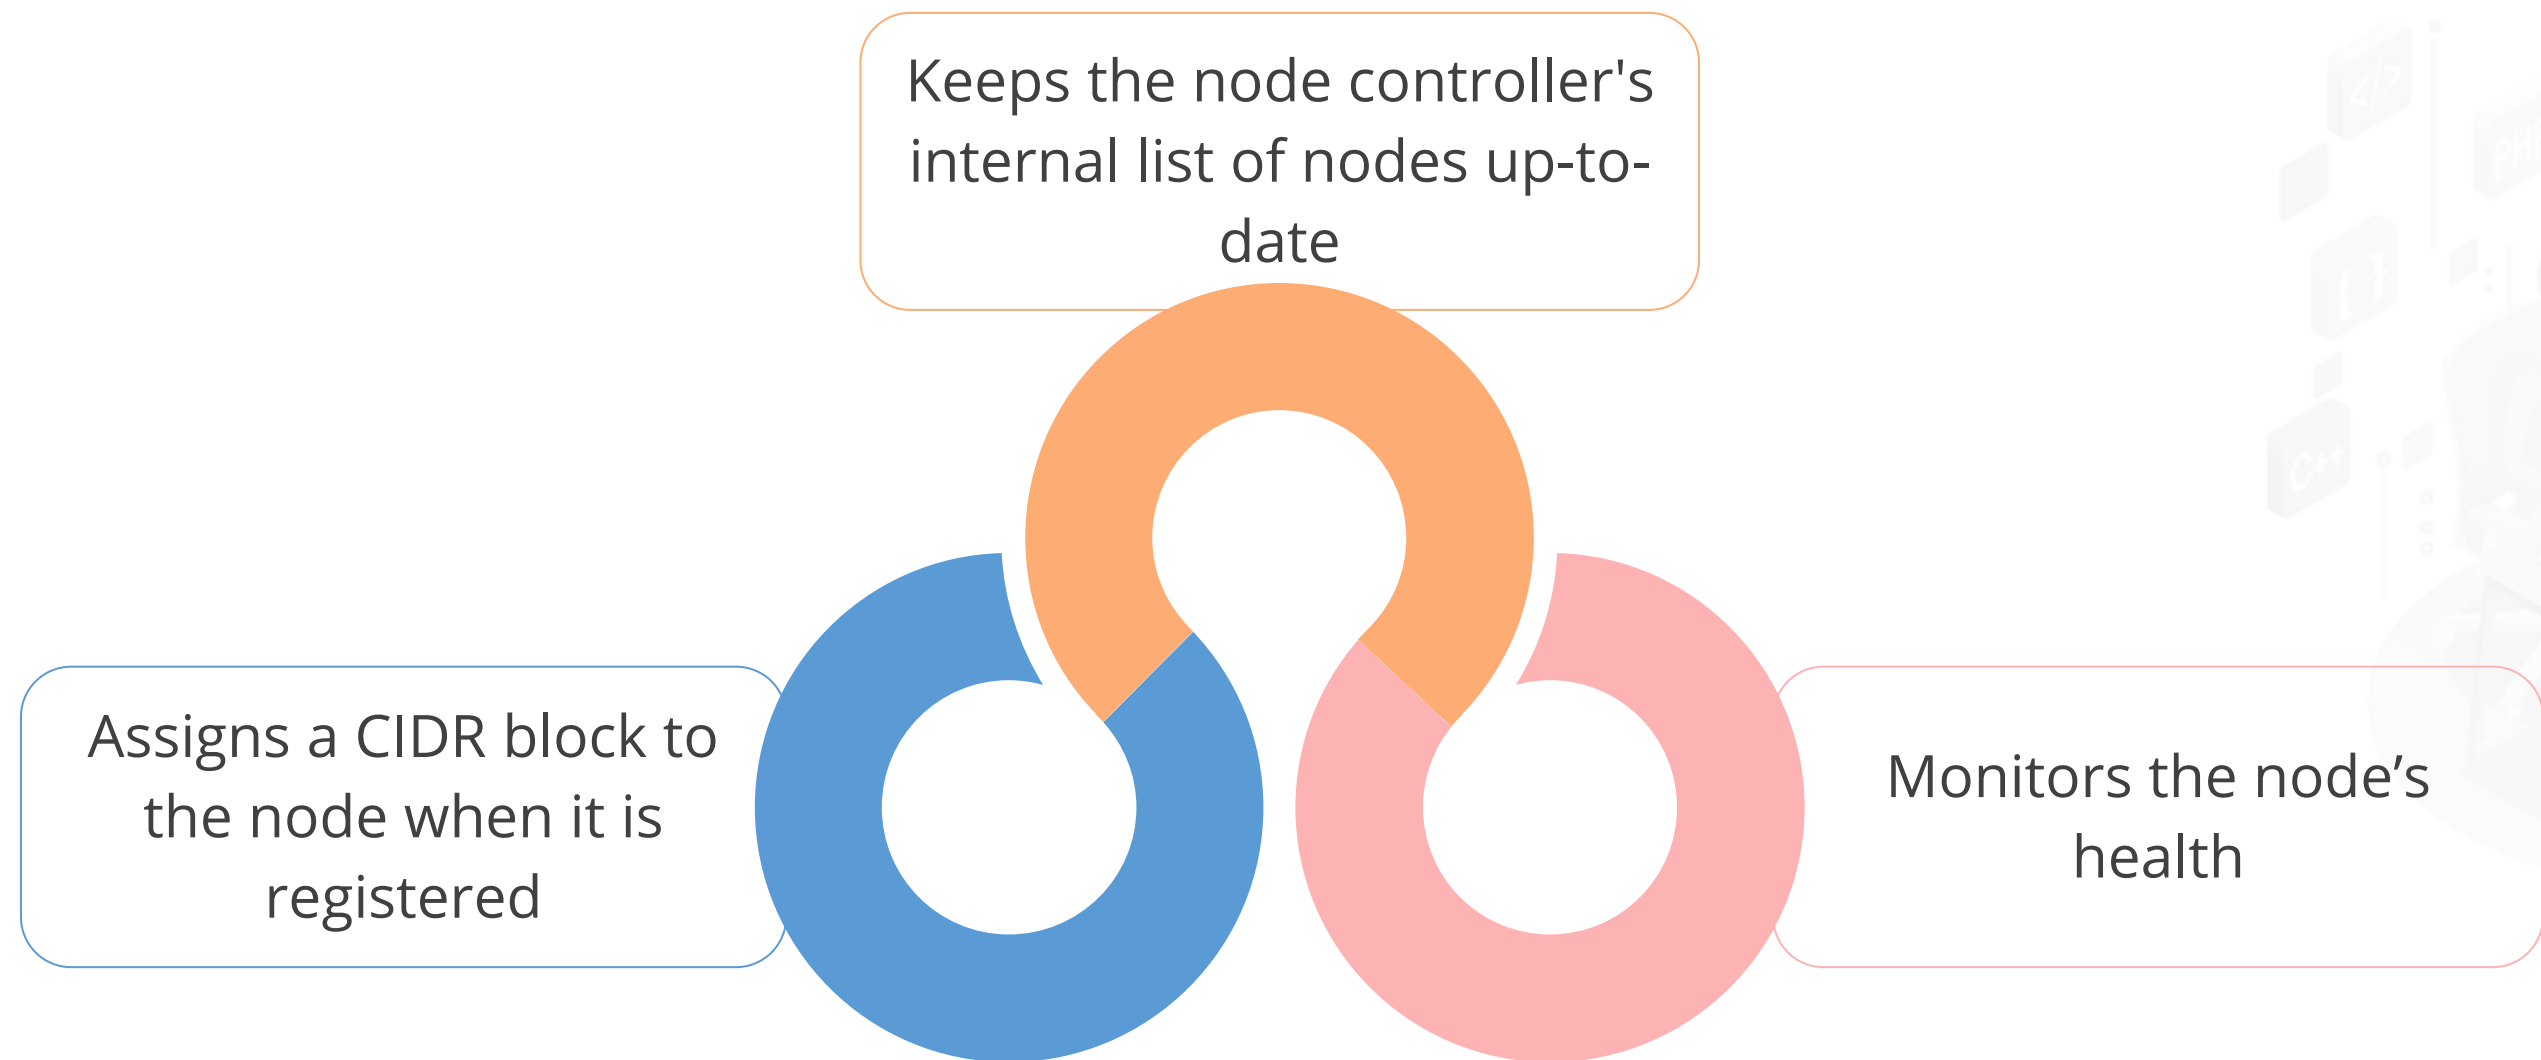 Keeps the node controller's
internal list of nodes up-to-
date
Assigns a CIDR block to
the node when it is
registered
Monitors the node’s
health
</>
{ }
C++